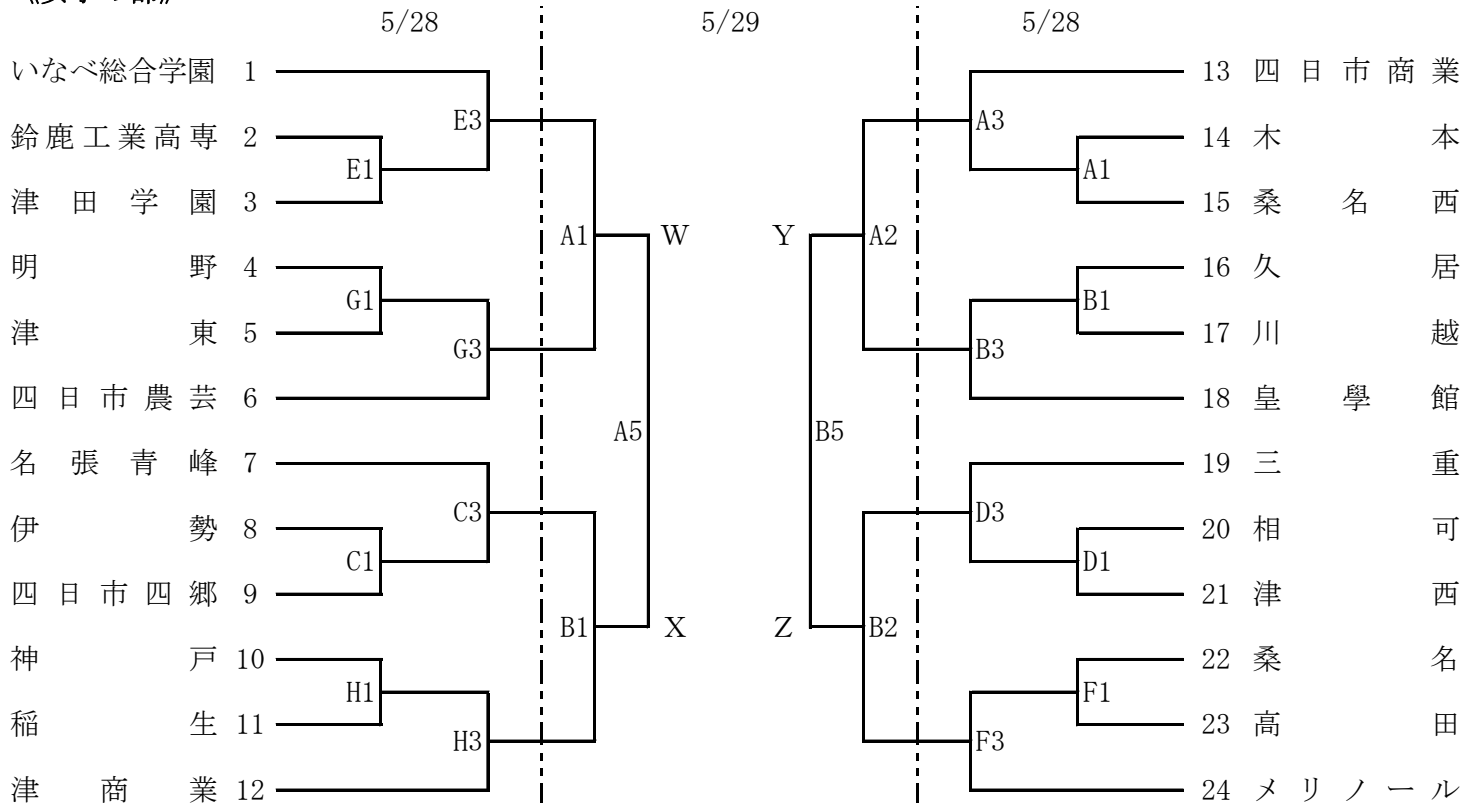 5/28 5/29 5/28
いなべ総合学園 1 13 四日市商業
E3 A3
鈴鹿工業高専 2 14 木本
E1 A1
津田学園 3 15 桑名西
A1 W Y A2
明野 4 16 久居
G1 B1
津東 5 17 川越
G3 B3
四日市農芸 6 18 皇學館
A5 B5
名張青峰 7 19 三重
C3 D3
伊勢 8 20 相可
C1 D1
四日市四郷 9 21 津西
B1 X Z B2
神戸 10 22 桑名
H1 F1
稲生 11 23 高田
H3 F3
津商業 12 24 メリノール